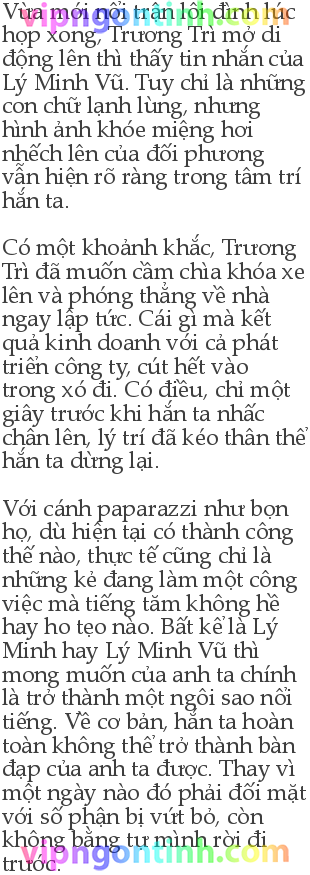 Vừa mới nổi trận lôi đình lúc
họp xong, Trương Trì mở di
động lên thì thấy tin nhắn của
Lý Minh Vũ. Tuy chỉ là những
con chữ lạnh lùng, nhưng
hình ảnh khóe miệng hơi
nhếch lên của đối phương
vẫn hiện rõ ràng trong tâm trí
hắn ta.

Có một khoảnh khắc, Trương
Trì đã muốn cầm chìa khóa xe
lên và phóng thẳng về nhà
ngay lập tức. Cái gì mà kết
quả kinh doanh với cả phát
triển công ty, cút hết vào
trong xó đi. Có điều, chỉ một
giây trước khi hắn ta nhấc
chân lên, lý trí đã kéo thân thể
hắn ta dừng lại.

Với cánh paparazzi như bọn
họ, dù hiện tại có thành công
thế nào, thực tế cũng chỉ là
những kẻ đang làm một công
việc mà tiếng tăm không hề
hay ho tẹo nào. Bất kể là Lý
Minh hay Lý Minh Vũ thì
mong muốn của anh ta chính
là trở thành một ngôi sao nổi
tiếng. Về cơ bản, hắn ta hoàn
toàn không thể trở thành bàn
đạp của anh ta được. Thay vì
một ngày nào đó phải đối mặt
với số phận bị vứt bỏ, còn
không bằng tự mình rời đi
trước.
vipngontinh.com
vipngontinh.com